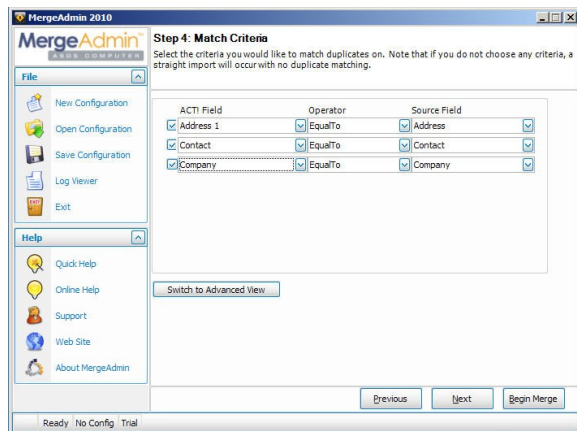 MergeAdmin 2010
MergeAdmin™
ASDS COMPUTER
Step 4: Match Criteria
Select the criteria you would like to match duplicates on. Note that if you do not choose any criteria, a
straight import will occur with no duplicate matching.
File
New Configuration
Open Configuration
Save Configuration
Log Viewer
EXIT
Exit
Help
Quick Help
Online Help
Support
Web Site
About MergeAdmin
ACT! Field Operator Source Field
Address 1 EqualTo Address
Contact EqualTo Contact
Company EqualTo Company
Switch to Advanced View
Previous Next Begin Merge
Ready No Config Trial